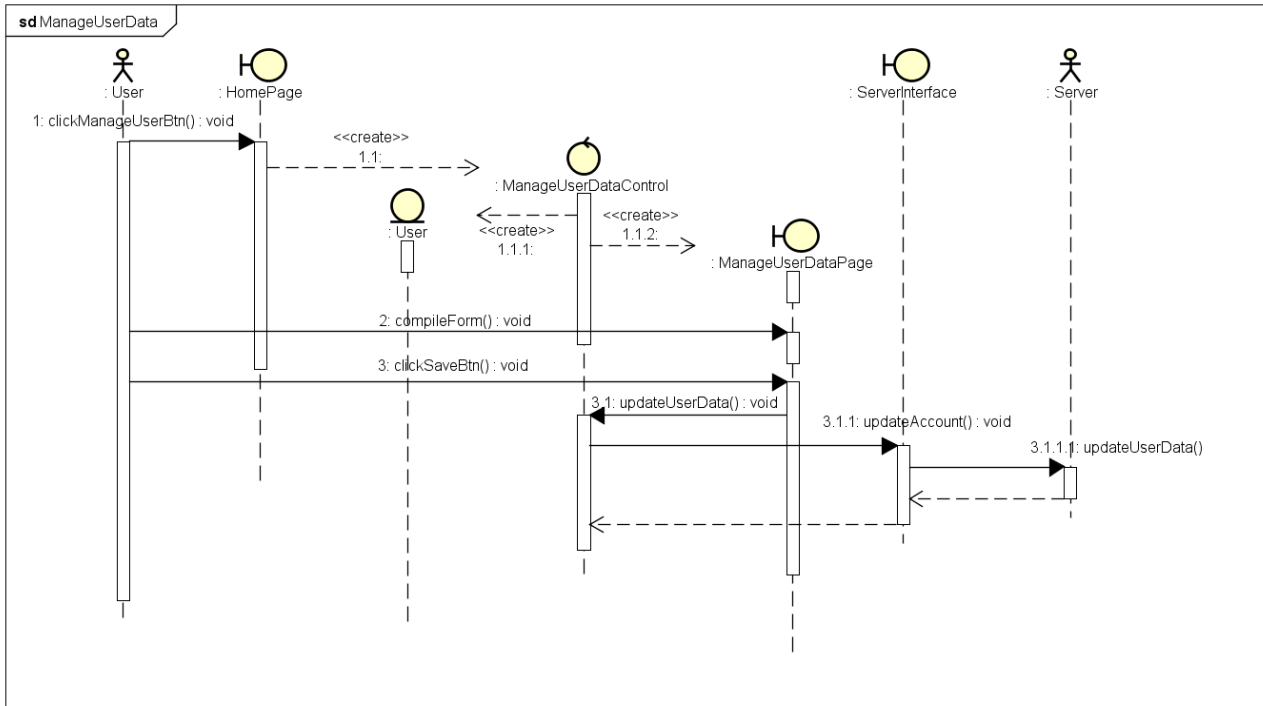 sd ManageUserData
: User
: HomePage
: ServerInterface
: Server
1: clickManageUserBtn() : void
<<create>>
1.1:
: ManageUserDataControl
: User
<<create>>
1.1.1:
<<create>>
1.1.2:
: ManageUserDataPage
2: compileForm() : void
3: clickSaveBtn() : void
3.1: updateUserData() : void
3.1.1: updateAccount() : void
3.1.1.1: updateUserData()